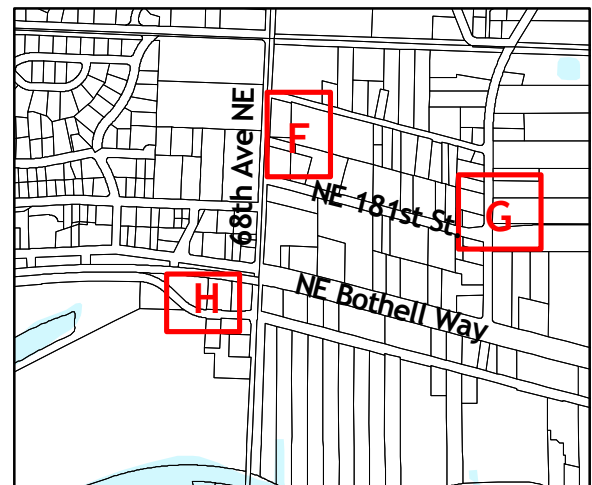 68th Ave NE
F
NE 181st St.
G
H
NE Bothell Way